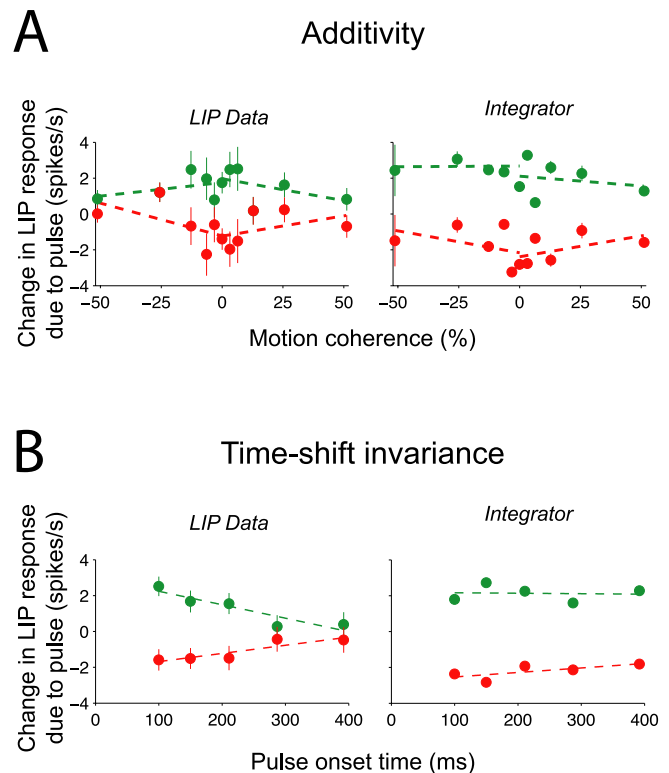 A
Additivity
LIP Data
Integrator
Change in LIP response
due to pulse (spikes/s)
4
2
0
−2
−4
−50
−25
0
25
50
−50
−25
0
25
50
Motion coherence (%)
B
Time-shift invariance
LIP Data
Integrator
Change in LIP response
due to pulse (spikes/s)
4
2
0
−2
−4
0
100
200
300
400
0
100
200
300
400
Pulse onset time (ms)